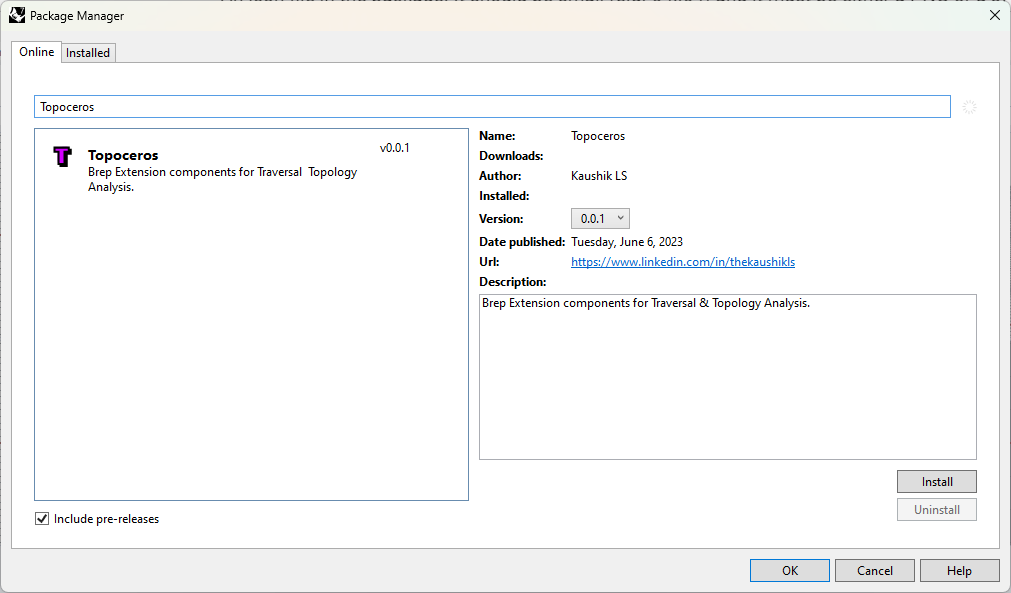 Package Manager
Online
Installed
Topoceros
T
Topoceros
v0.0.1
Brep Extension components for Traversal  Topology
Analysis.
Name: Topoceros
Downloads:
Author: Kaushik LS
Installed:
Version: 0.0.1
Date published: Tuesday, June 6, 2023
Url: https://www.linkedin.com/in/thekaushikls
Description:
Brep Extension components for Traversal & Topology Analysis.
Install
Uninstall
Include pre-releases
OK
Cancel
Help